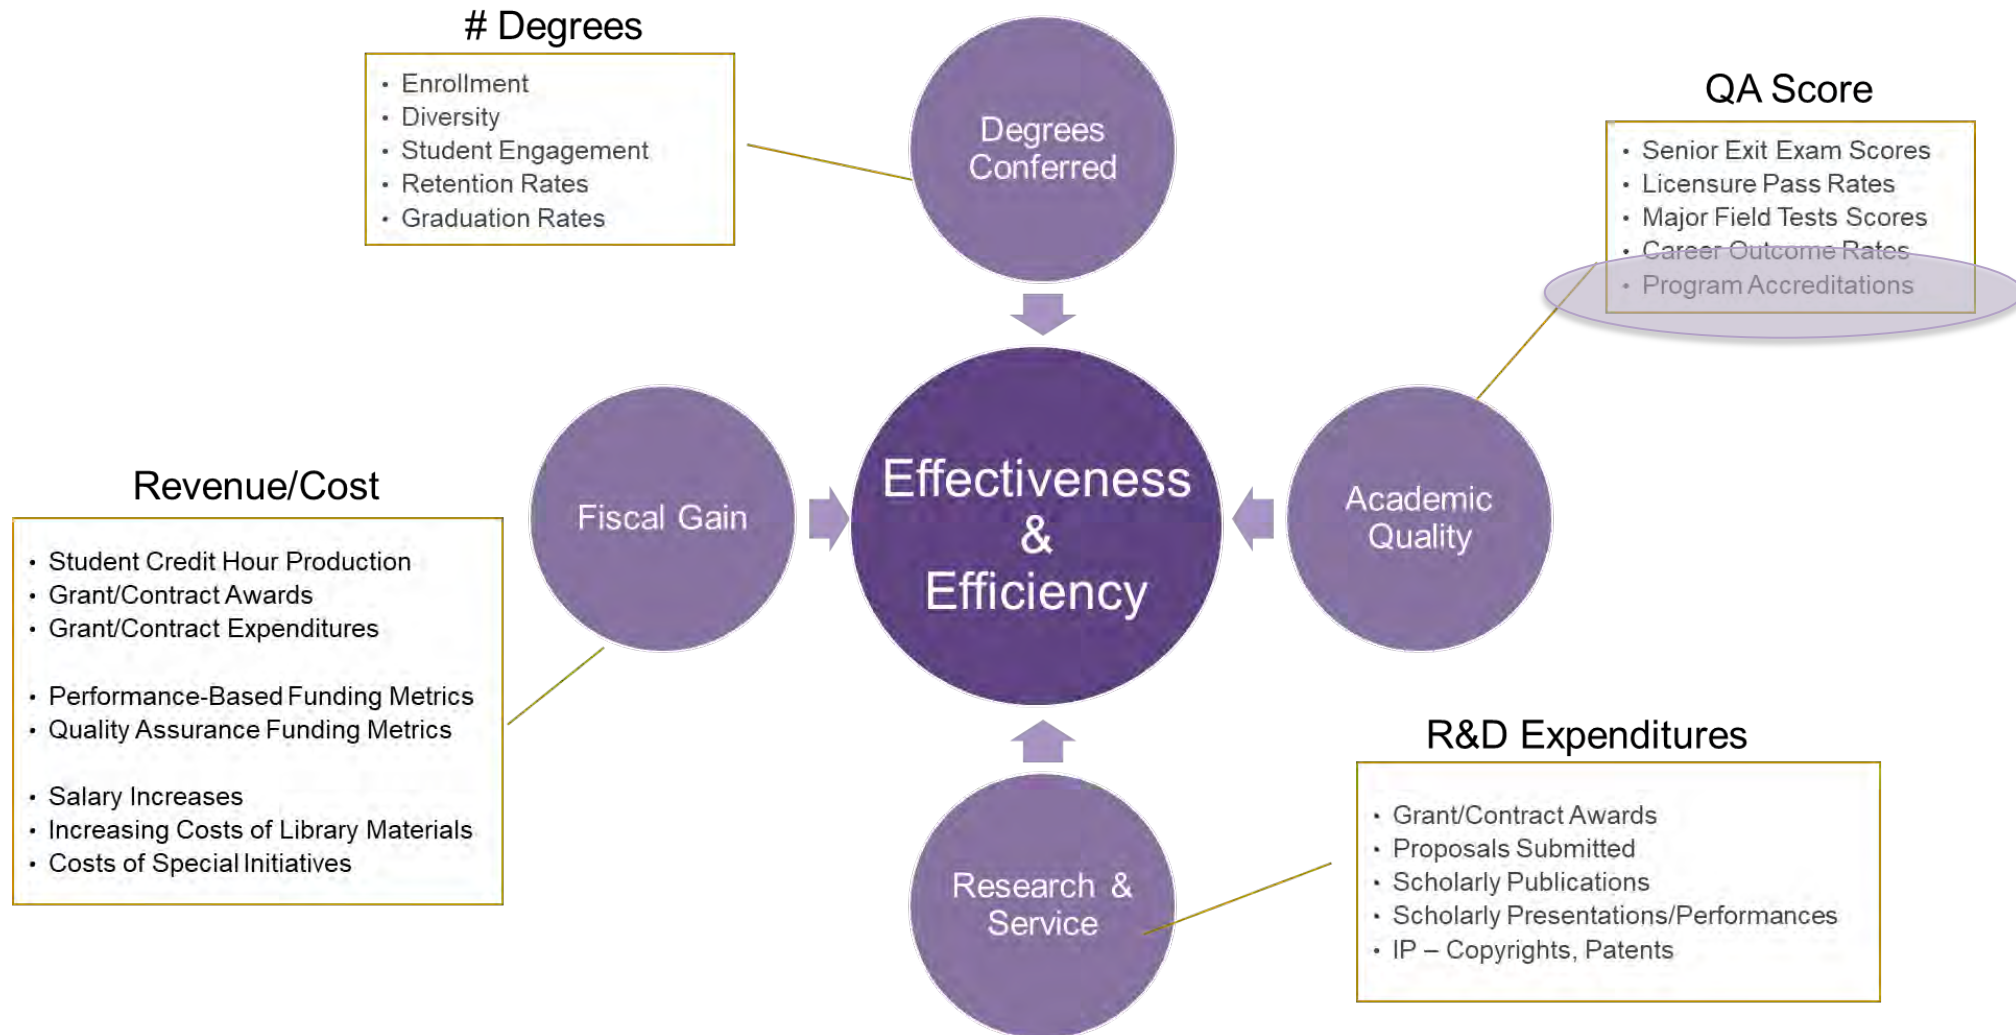 # Degrees
• Enrollment
• Diversity
• Student Engagement
• Retention Rates
• Graduation Rates
Degrees
Conferred
QA Score
• Senior Exit Exam Scores
• Licensure Pass Rates
• Major Field Tests Scores
• Career Outcome Rates
• Program Accreditations
Revenue/Cost
• Student Credit Hour Production
• Grant/Contract Awards
• Grant/Contract Expenditures
• Performance-Based Funding Metrics
• Quality Assurance Funding Metrics
• Salary Increases
• Increasing Costs of Library Materials
• Costs of Special Initiatives
Fiscal Gain
Effectiveness
&
Efficiency
Academic
Quality
Research &
Service
R&D Expenditures
• Grant/Contract Awards
• Proposals Submitted
• Scholarly Publications
• Scholarly Presentations/Performances
• IP – Copyrights, Patents